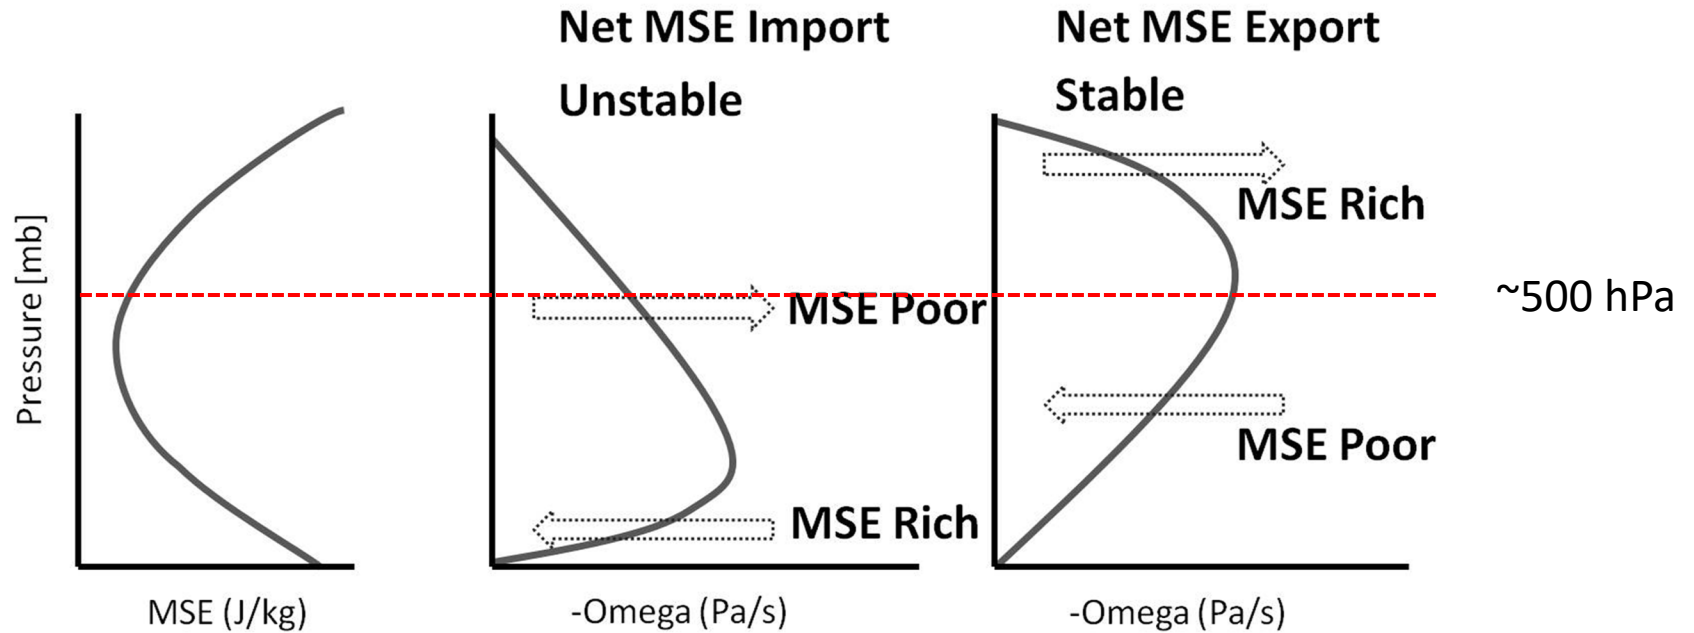 Net MSE Import
Unstable
Net MSE Export
Stable
Pressure [mb]
MSE Rich
MSE Poor
~500 hPa
MSE Poor
MSE Rich
MSE (J/kg)
-Omega (Pa/s)
-Omega (Pa/s)